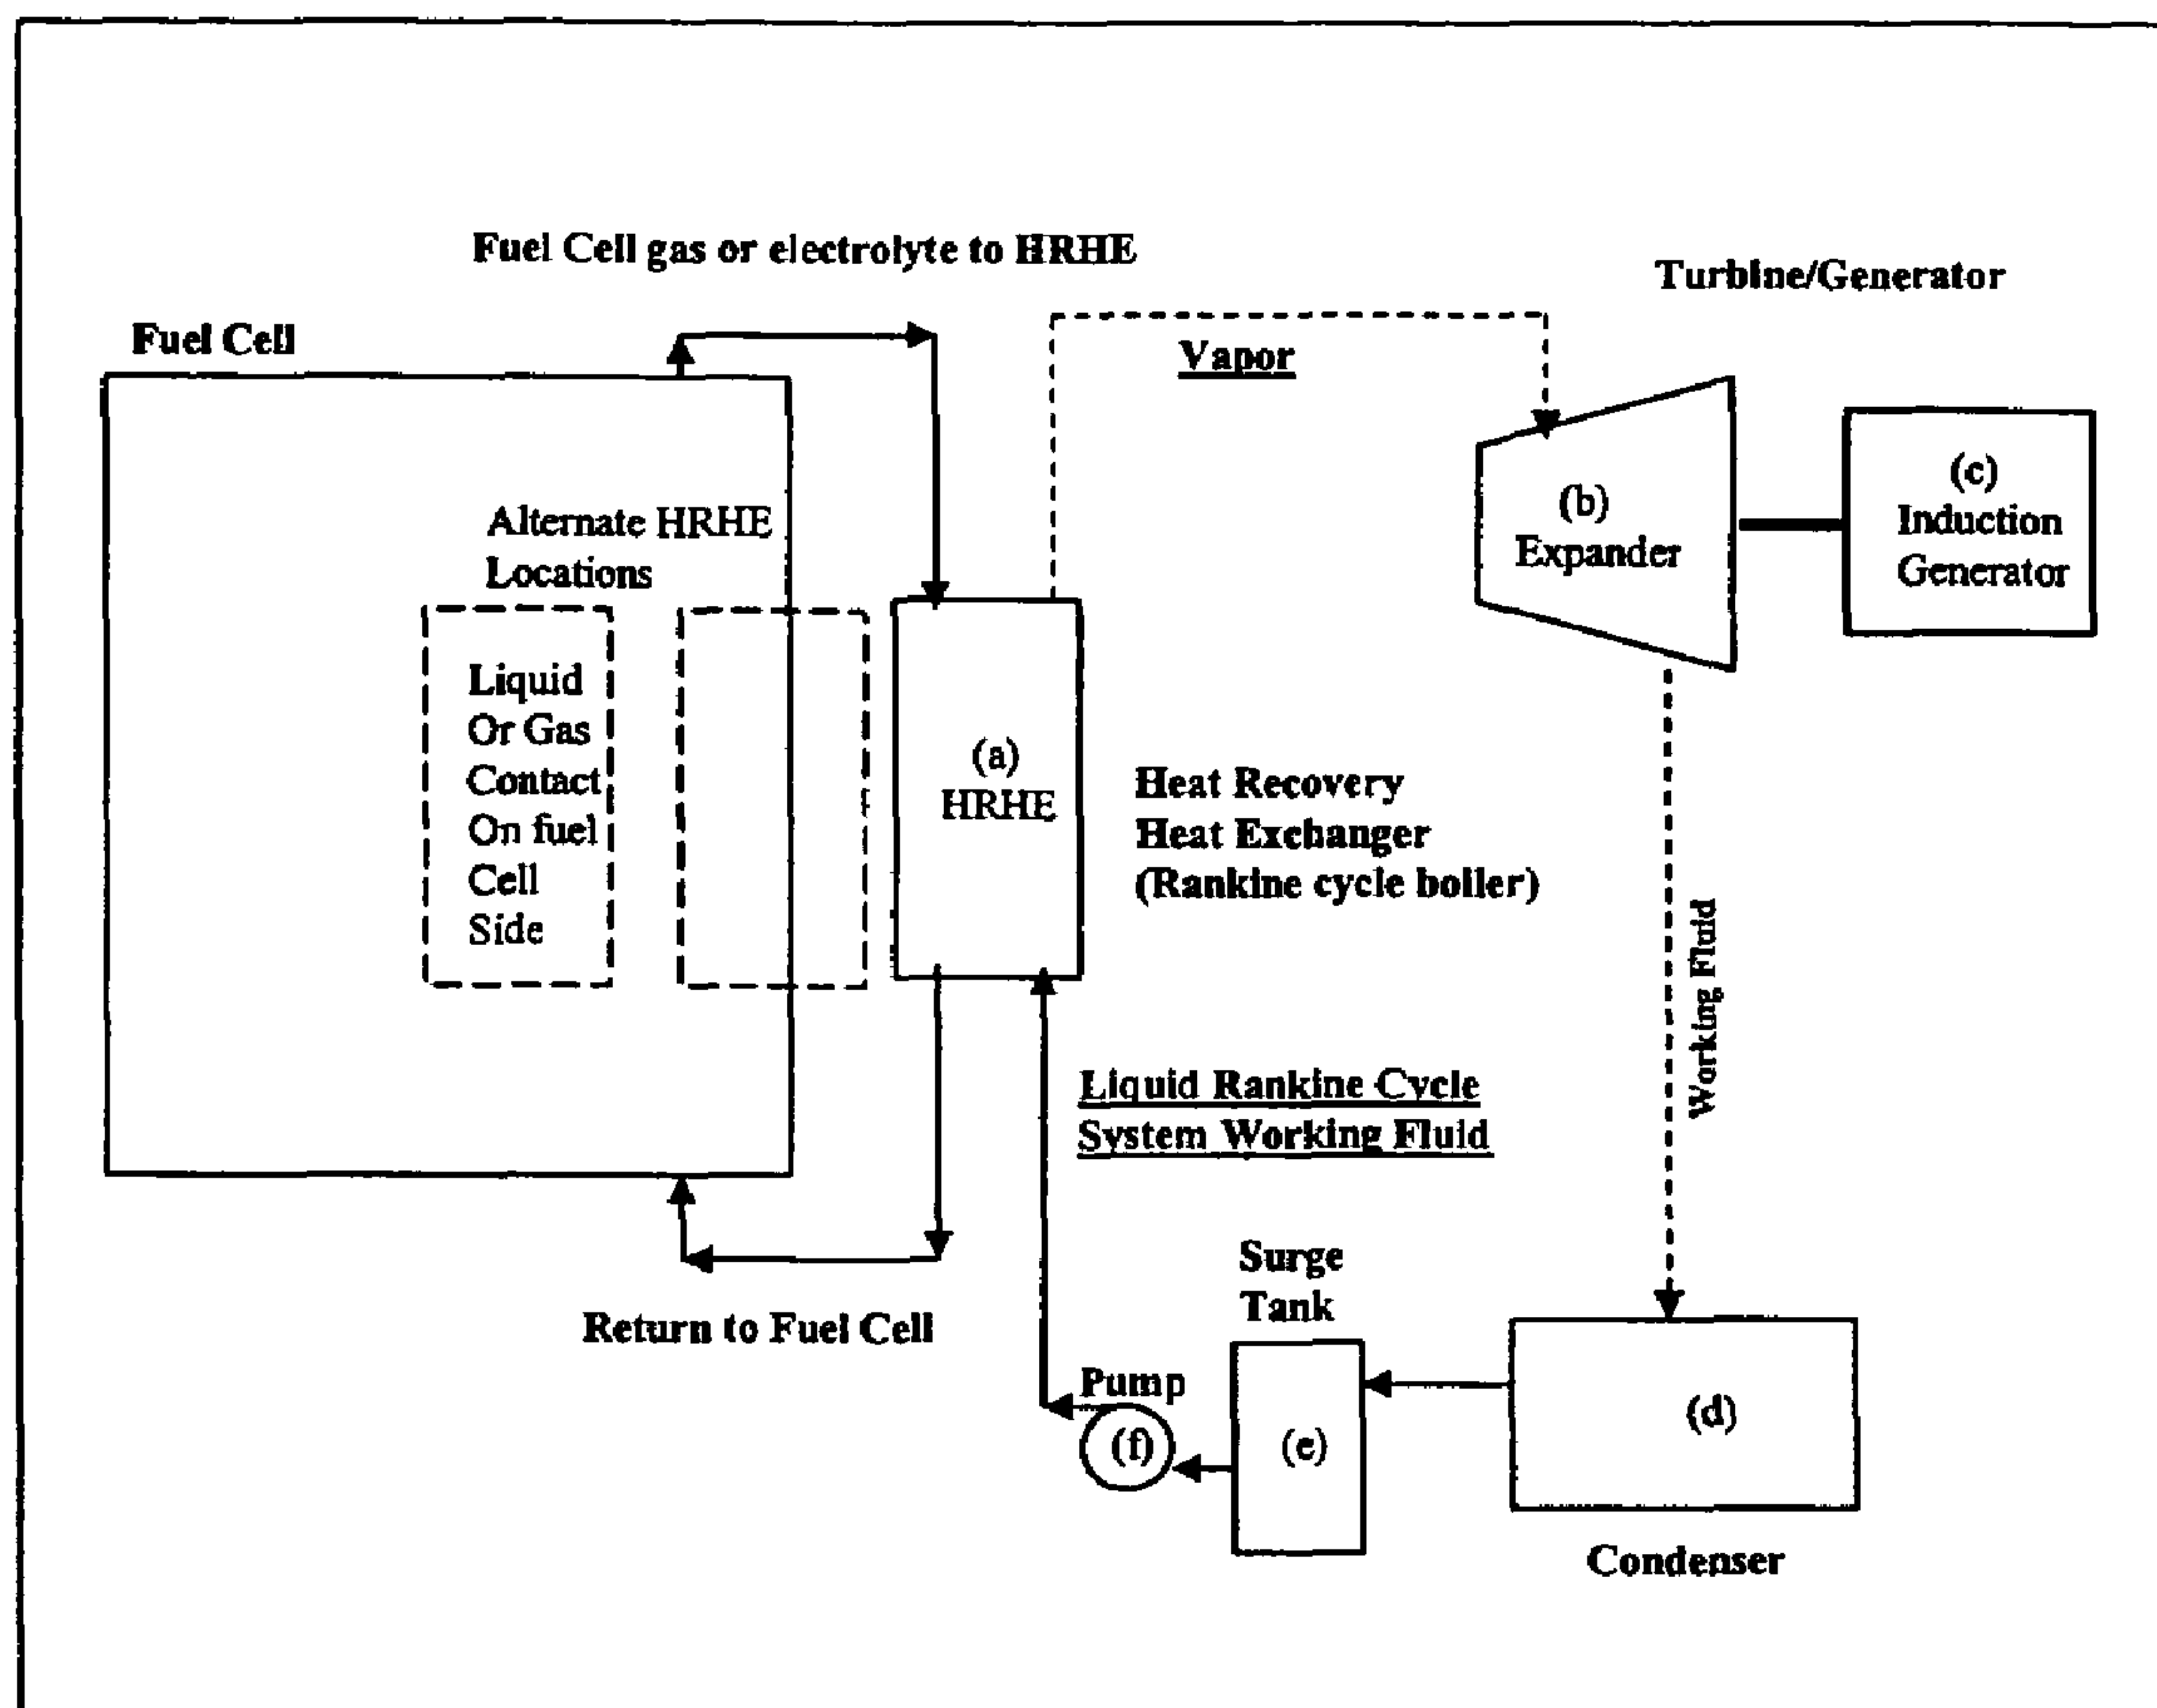 Fuel Cell gas or electrolyte to HRHE
Turbine/Generator
Fuel Cell
Vapor
(b)
Expander
(c)
Induction
Generator
Alternate HRHE
Locations
Liquid
Or Gas
Contact
On fuel
Cell
Side
(a)
HRHE
Heat Recovery
Heat Exchanger
(Rankine cycle boiler)
Working Fluid
Liquid Rankine Cycle
System Working Fluid
Surge
Tank
Return to Fuel Cell
Pump
(f)
(e)
(d)
Condenser